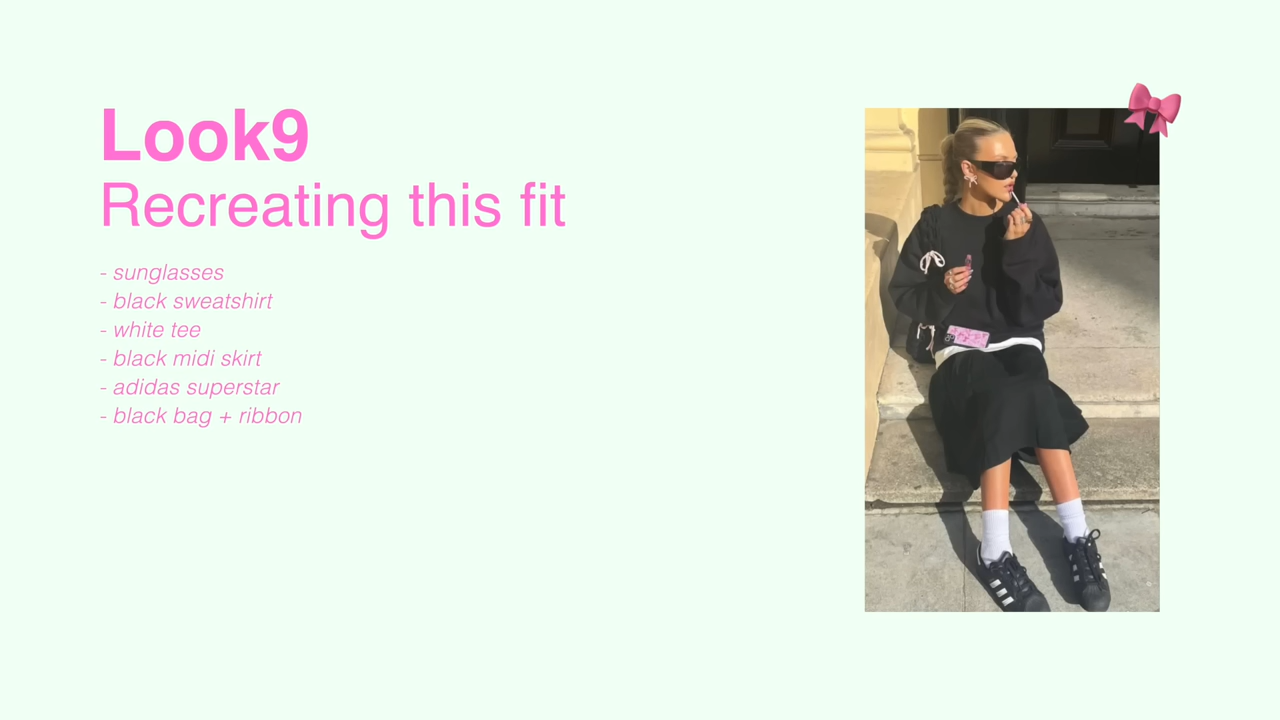 Look9
Recreating this fit
- sunglasses
- black sweatshirt
- white tee
- black midi skirt
- adidas superstar
- black bag + ribbon